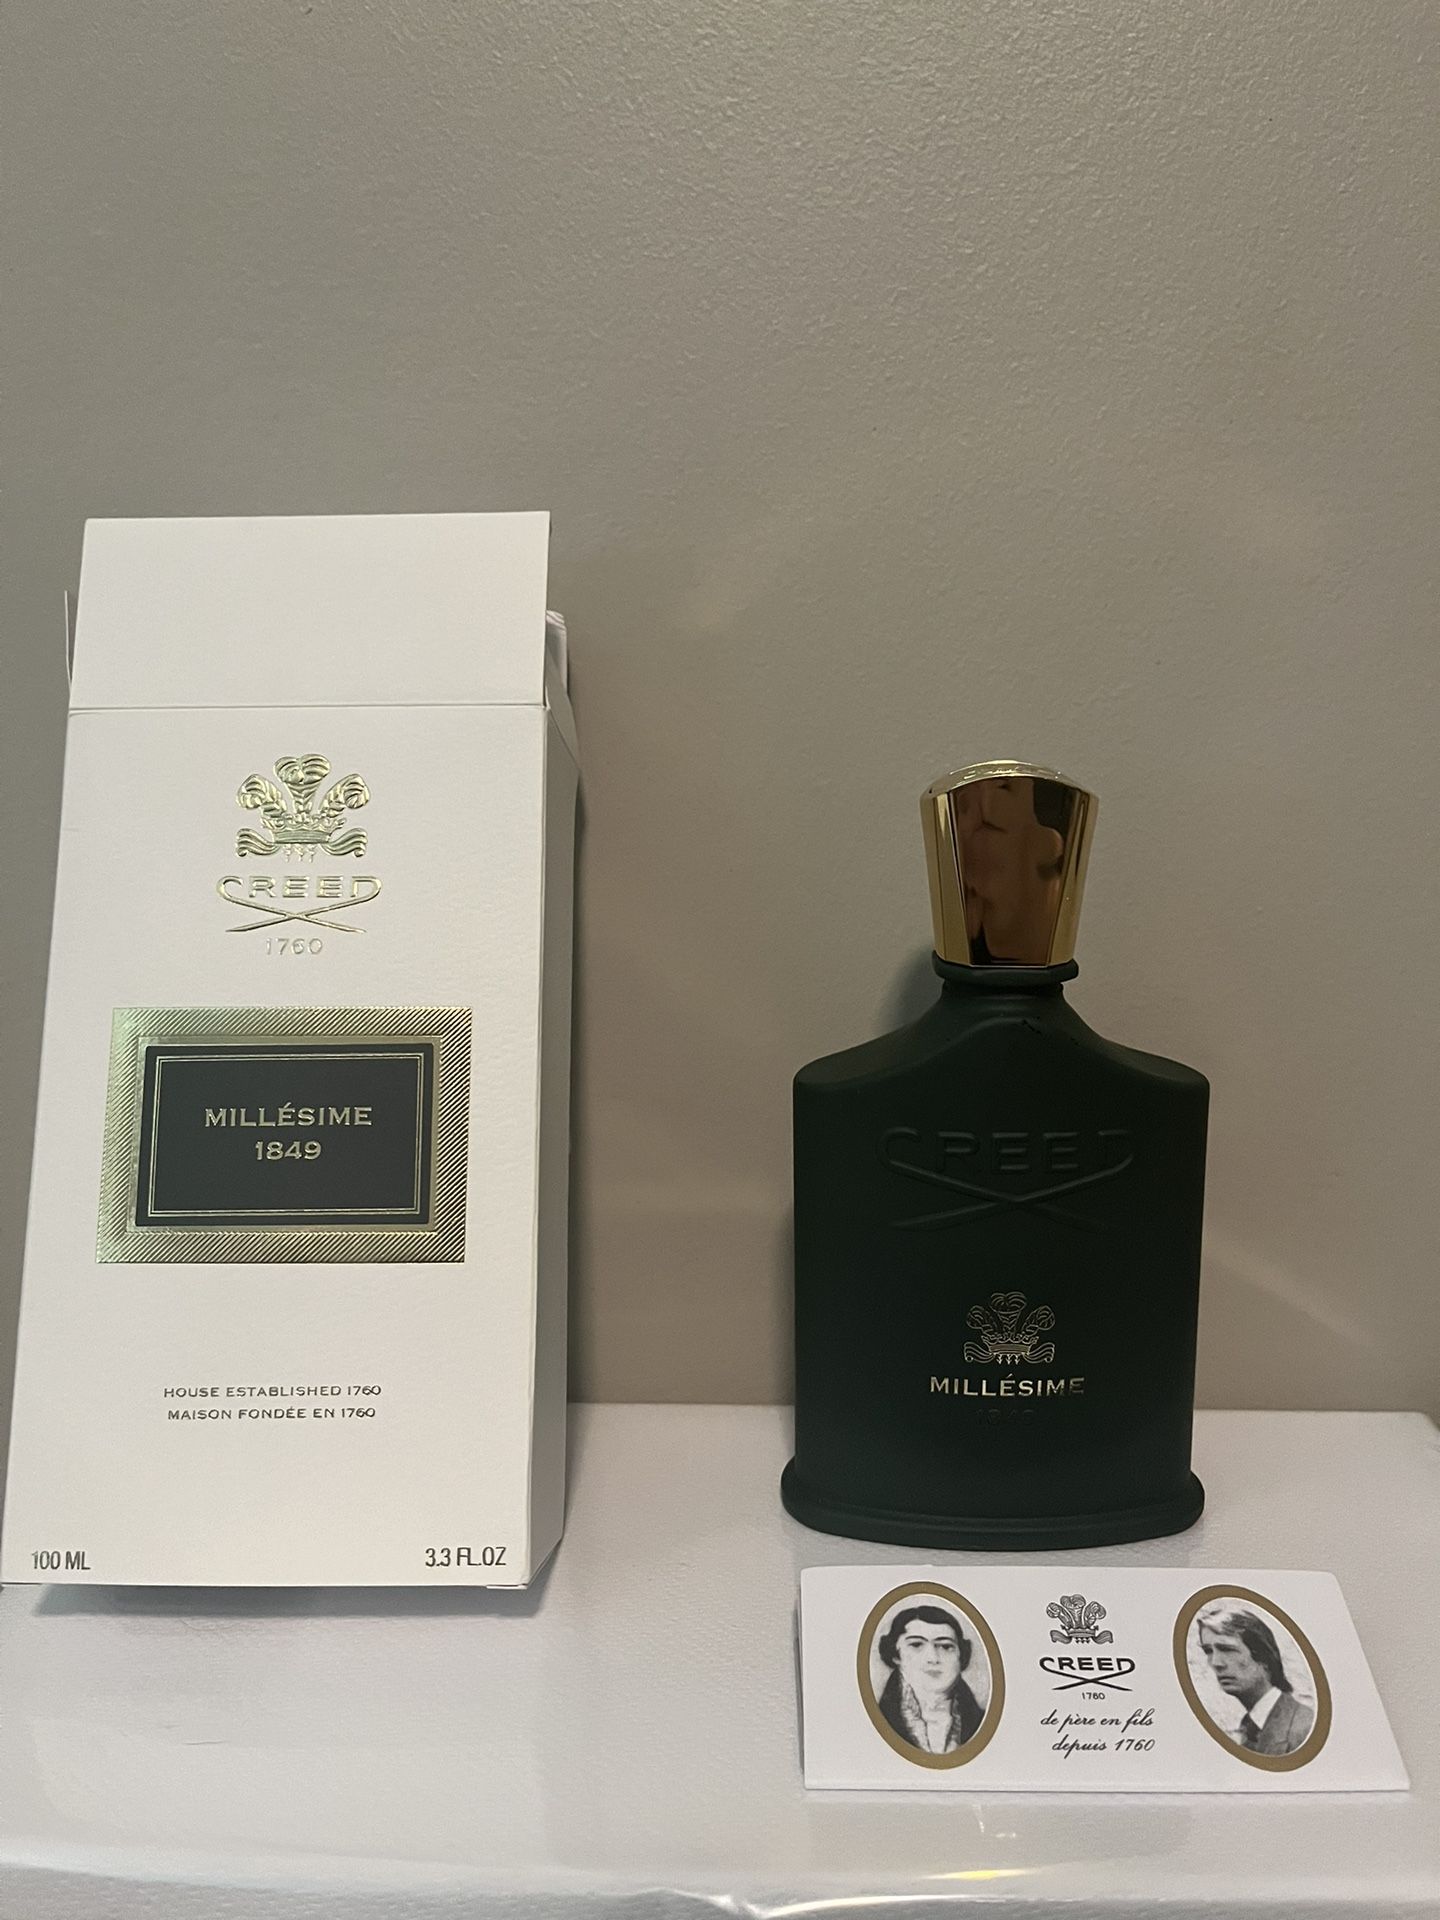 CREED
1760
MILLÉSIME
1849
HOUSE ESTABLISHED 1760
MAISON FONDÉE EN 1760
100 ML
3.3 FL.OZ
CREED
MILLÉSIME
1849
CREED
1760
de père en fils
depuis 1760